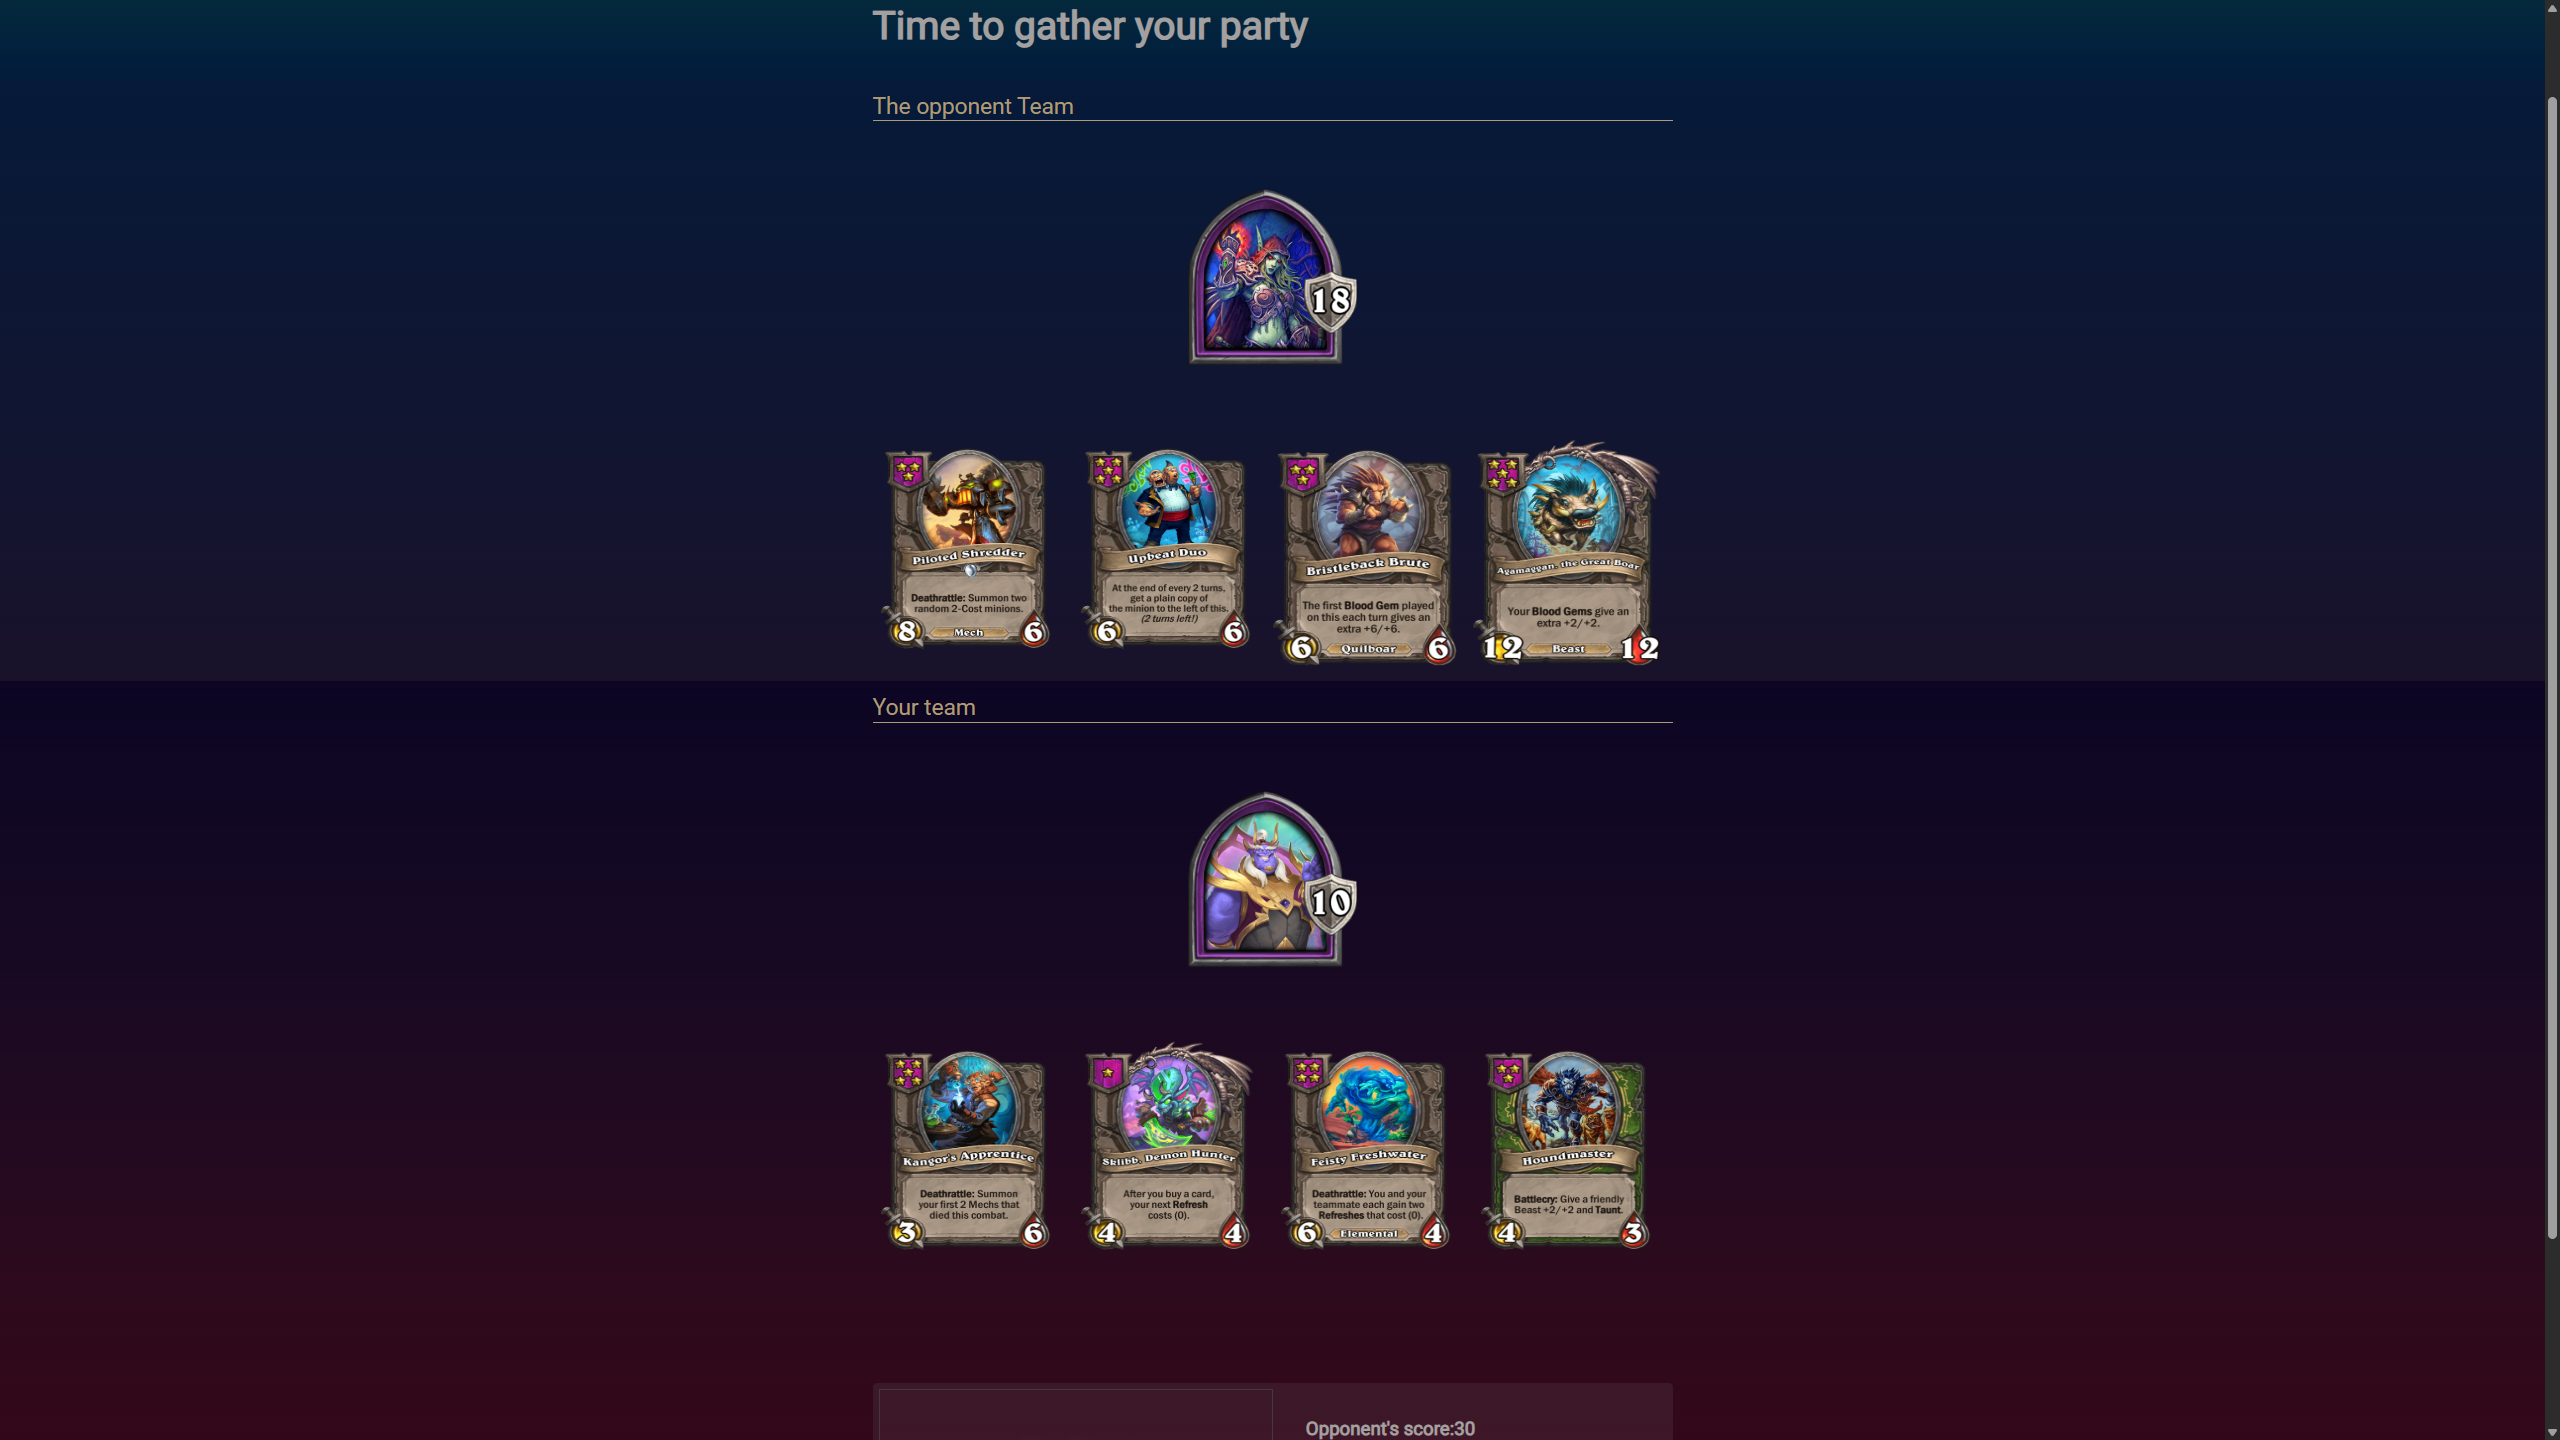 Time to gather your party
The opponent Team
18
Piloted Shredder
Deathrattle: Summon two
random 2-Cost minions.
8
Mech
6
Upbeat Duo
At the end of every 2 turns,
get a plain copy of
the minion to the left of this.
(2 turns left!)
6
6
Bristleback Brute
The first Blood Gem played
on this each turn gives an
extra +6/+6.
6
Quilboar
6
Agamaggan, the Great Boar
Your Blood Gems give an
extra +2/+2.
12
Beast
12
Your team
10
Kangor's Apprentice
Deathrattle: Summon
your first 2 Mechs that
died this combat.
3
6
Sklibb, Demon Hunter
After you buy a card,
your next Refresh
costs (0).
4
4
Feisty Freshwater
Deathrattle: You and your
teammate each gain two
Refreshes that cost (0).
6
Elemental
4
Houndmaster
Battlecry: Give a friendly
Beast +2/+2 and Taunt.
4
3
Opponent's score:30